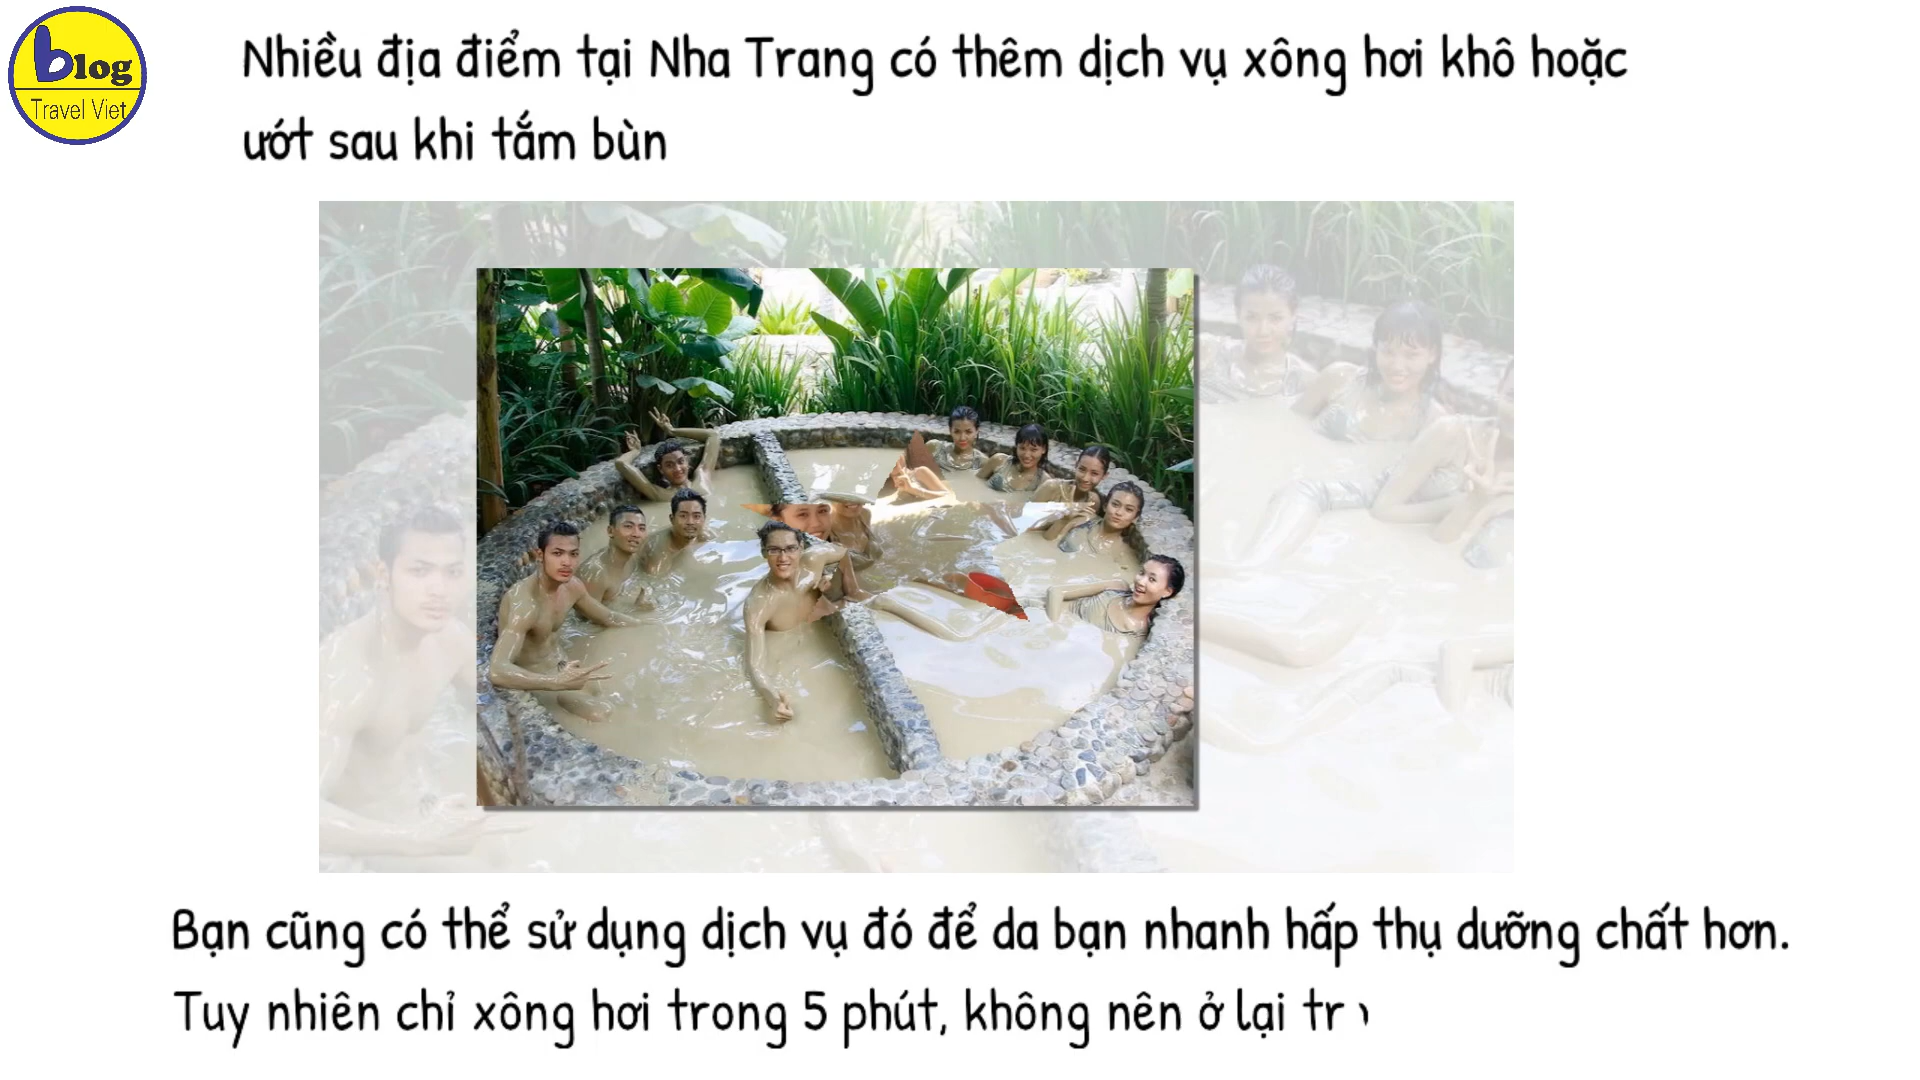 blog
Travel Viet
Nhiều địa điểm tại Nha Trang có thêm dịch vụ xông hơi khô hoặc
ướt sau khi tắm bùn
Bạn cũng có thể sử dụng dịch vụ đó để da bạn nhanh hấp thụ dưỡng chất hơn.
Tuy nhiên chỉ xông hơi trong 5 phút, không nên ở lại tr